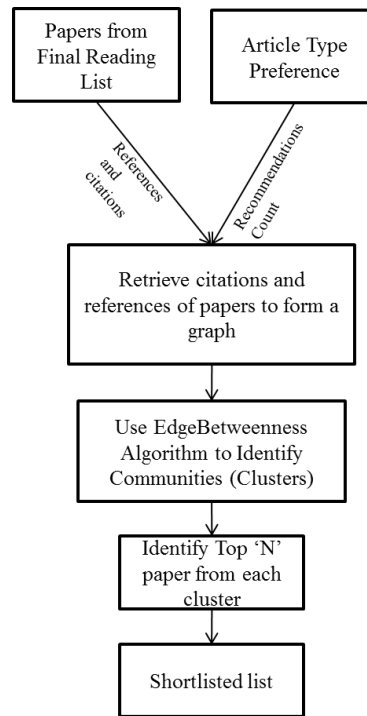 Papers from
Final Reading
List
Article Type
Preference
References
and
citations
Recommendations
Count
Retrieve citations and
references of papers to form a
graph
Use EdgeBetweenness
Algorithm to Identify
Communities (Clusters)
Identify Top ‘N’
paper from each
cluster
Shortlisted list